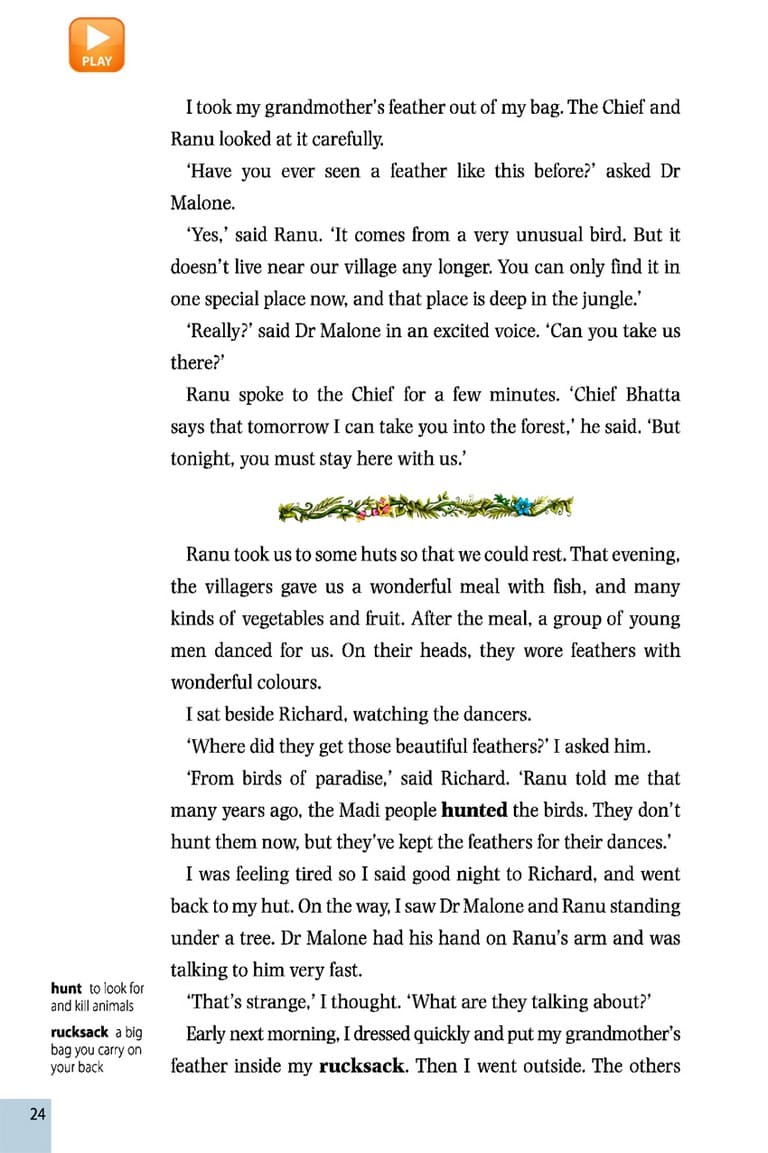 PLAY
I took my grandmother's feather out of my bag. The Chief and
Ranu looked at it carefully.
‘Have you ever seen a feather like this before?’ asked Dr
Malone.
‘Yes,’ said Ranu. ‘It comes from a very unusual bird. But it
doesn't live near our village any longer. You can only find it in
one special place now, and that place is deep in the jungle.’
‘Really?’ said Dr Malone in an excited voice. ‘Can you take us
there?’
Ranu spoke to the Chief for a few minutes. ‘Chief Bhatta
says that tomorrow I can take you into the forest,’ he said. ‘But
tonight, you must stay here with us.’
Ranu took us to some huts so that we could rest. That evening,
the villagers gave us a wonderful meal with fish, and many
kinds of vegetables and fruit. After the meal, a group of young
men danced for us. On their heads, they wore feathers with
wonderful colours.
I sat beside Richard, watching the dancers.
‘Where did they get those beautiful feathers?’ I asked him.
‘From birds of paradise,’ said Richard. ‘Ranu told me that
many years ago, the Madi people hunted the birds. They don't
hunt them now, but they've kept the feathers for their dances.’
I was feeling tired so I said good night to Richard, and went
back to my hut. On the way, I saw Dr Malone and Ranu standing
under a tree. Dr Malone had his hand on Ranu's arm and was
talking to him very fast.
‘That's strange,’ I thought. ‘What are they talking about?’
Early next morning, I dressed quickly and put my grandmother's
feather inside my rucksack. Then I went outside. The others
hunt to look for
and kill animals
rucksack a big
bag you carry on
your back
24